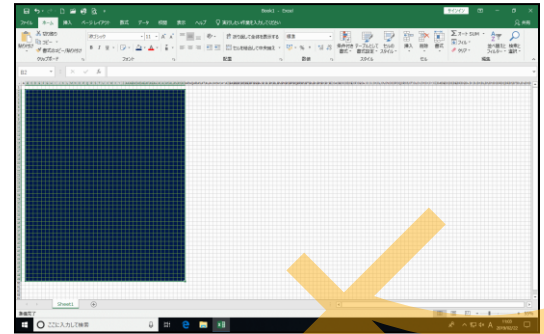 Book1 - Excel
サインイン
ファイル ホーム 挿入 ページ レイアウト 数式 データ 校閲 表示 ヘルプ 実行したい作業を入力してください
共有
切り取り
コピー
書式のコピー/貼り付け
貼り付け
游ゴシック 11
折り返して全体を表示する
セルを結合して中央揃え
標準
条件付き書式 テーブルとして書式設定 セルのスタイル
挿入 削除 書式
オート SUM
フィル
クリア
並べ替えとフィルター 検索と選択
クリップボード フォント 配置 数値 スタイル セル 編集
B2
Sheet1
準備完了
ここに入力して検索
2019/02/22